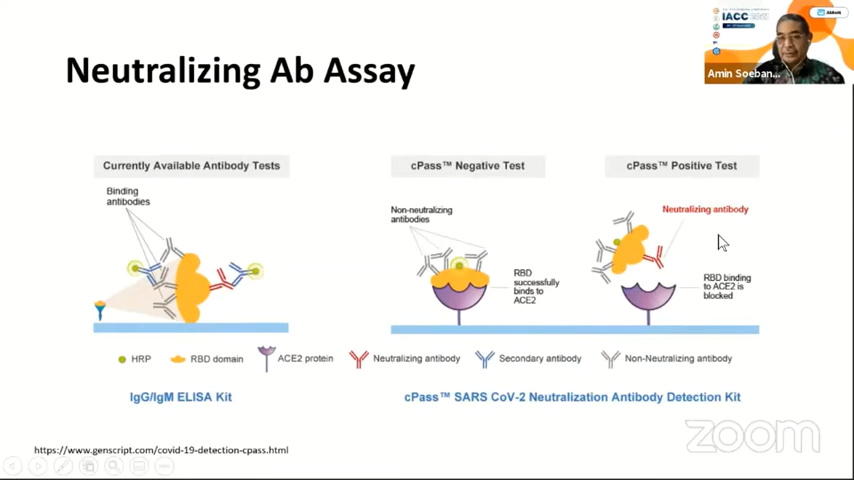 IACC
Abbott
Amin Soeban...
Neutralizing Ab Assay
Currently Available Antibody Tests
cPass™ Negative Test
cPass™ Positive Test
Binding
antibodies
Non-neutralizing
antibodies
Neutralizing antibody
RBD
successfully
binds to
ACE2
RBD binding
to ACE2 is
blocked
HRP
RBD domain
ACE2 protein
Neutralizing antibody
Secondary antibody
Non-Neutralizing antibody
IgG/IgM ELISA Kit
cPass™ SARS CoV-2 Neutralization Antibody Detection Kit
zoom
https://www.genscript.com/covid-19-detection-cpass.html